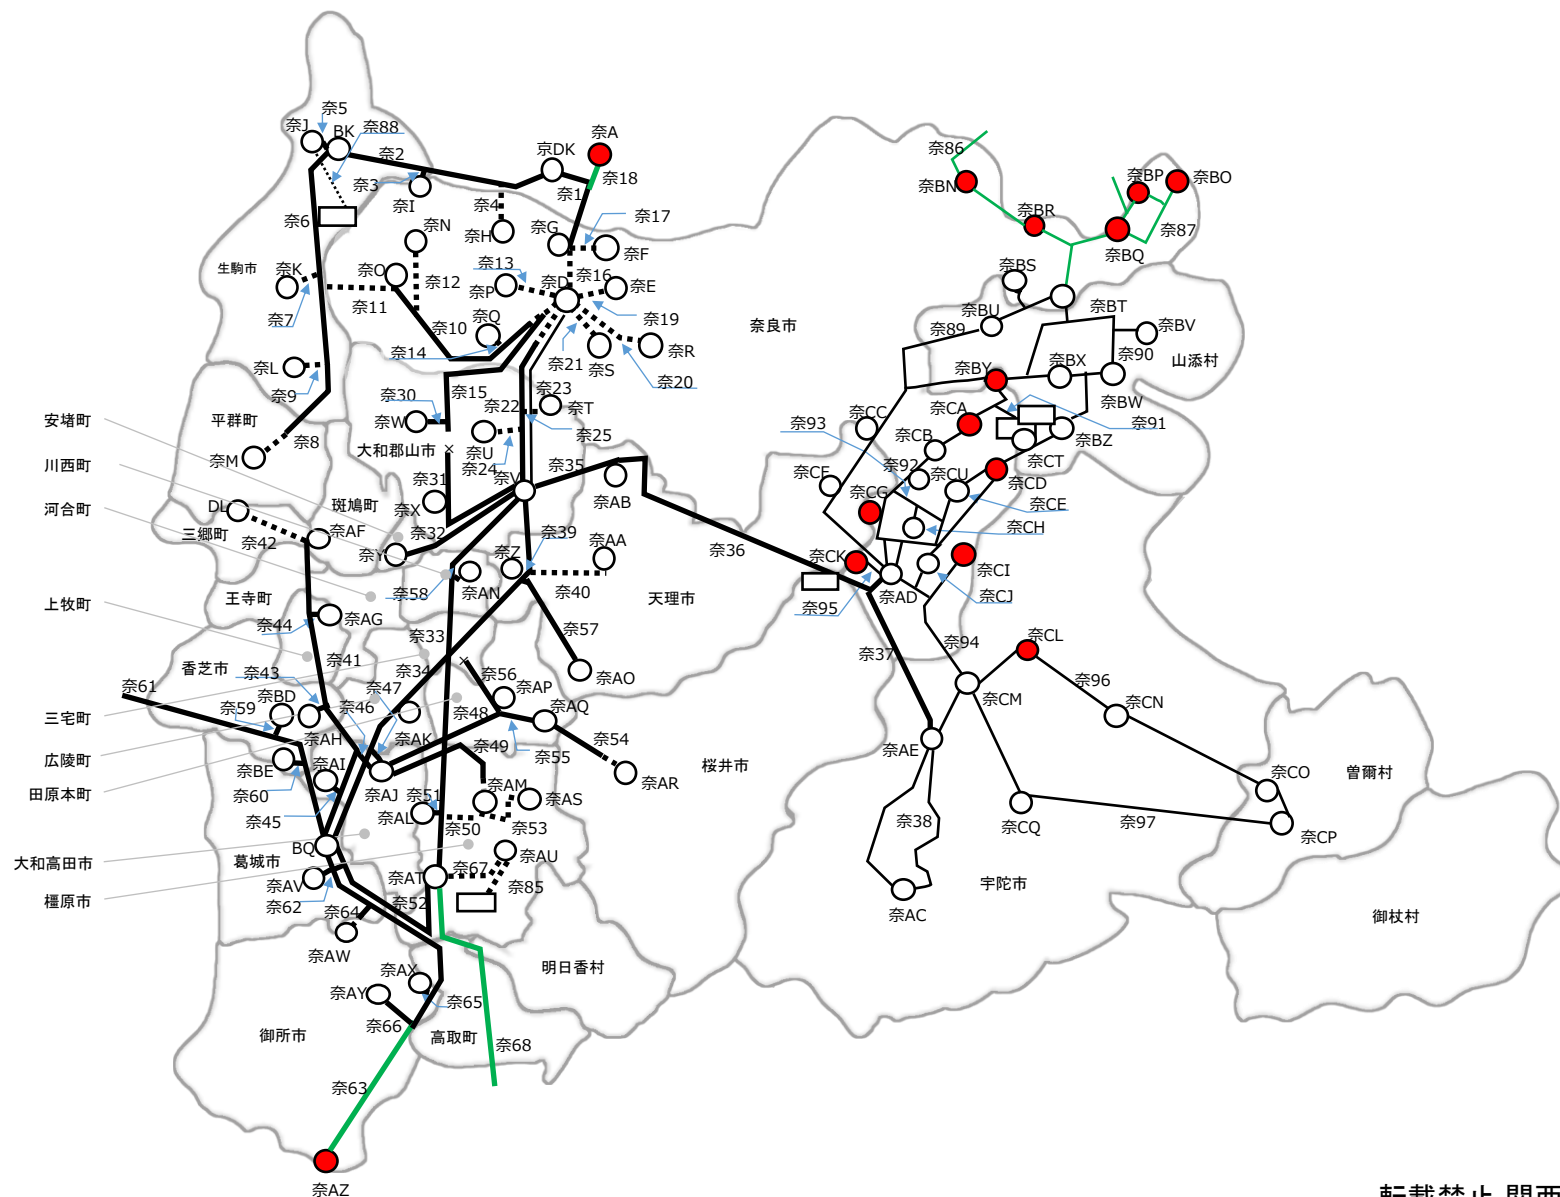 奈5
奈J
BK
奈88
奈2
京DK
奈A
奈86
奈18
奈3
奈1
奈BN
奈BP
奈BO
奈I
奈4
奈17
奈BR
奈6
奈N
奈H
奈G
奈F
奈87
奈BQ
生駒市
奈K
奈O
奈13
奈D
奈16
奈E
奈BS
奈12
奈P
奈11
奈7
奈10
奈Q
奈19
奈良市
奈BU
奈BT
奈89
奈BV
奈14
奈21
奈S
奈R
奈90
山添村
奈L
奈BX
奈BY
奈9
奈30
奈15
奈23
奈20
奈22
奈T
奈BW
安堵町
平群町
奈W
奈CA
奈CC
奈93
奈91
奈8
大和郡山市
奈U
奈25
奈CB
奈BZ
奈M
奈24
川西町
奈35
奈V
奈92
奈CU
奈CT
奈31
奈CF
奈CD
河合町
DL
斑鳩町
奈X
奈AB
奈CG
奈CE
三郷町
奈AF
奈32
奈39
奈CH
奈42
奈Y
奈Z
奈AA
奈36
奈CK
奈CI
上牧町
王寺町
奈58
奈AN
奈40
天理市
奈AD
奈95
奈CJ
奈44
奈AG
奈33
奈57
奈94
奈CL
香芝市
奈41
奈34
奈37
奈61
奈43
奈56
奈AO
奈96
奈BD
奈47
奈AP
奈CM
奈CN
三宅町
奈59
奈46
奈48
奈AQ
奈AH
奈AK
奈49
奈54
奈AE
広陵町
奈BE
奈AI
奈55
桜井市
奈CO
曽爾村
田原本町
奈60
奈AJ
奈AM
奈AR
奈51
奈AS
奈45
奈AL
奈50
奈53
奈38
奈CQ
奈97
奈CP
BQ
大和高田市
葛城市
奈67
奈AU
奈AV
奈AT
奈85
宇陀市
橿原市
奈62
奈64
奈52
奈AC
御杖村
奈AW
奈AX
明日香村
奈AY
奈65
奈66
御所市
高取町
奈68
奈63
奈AZ
転載禁止 関西